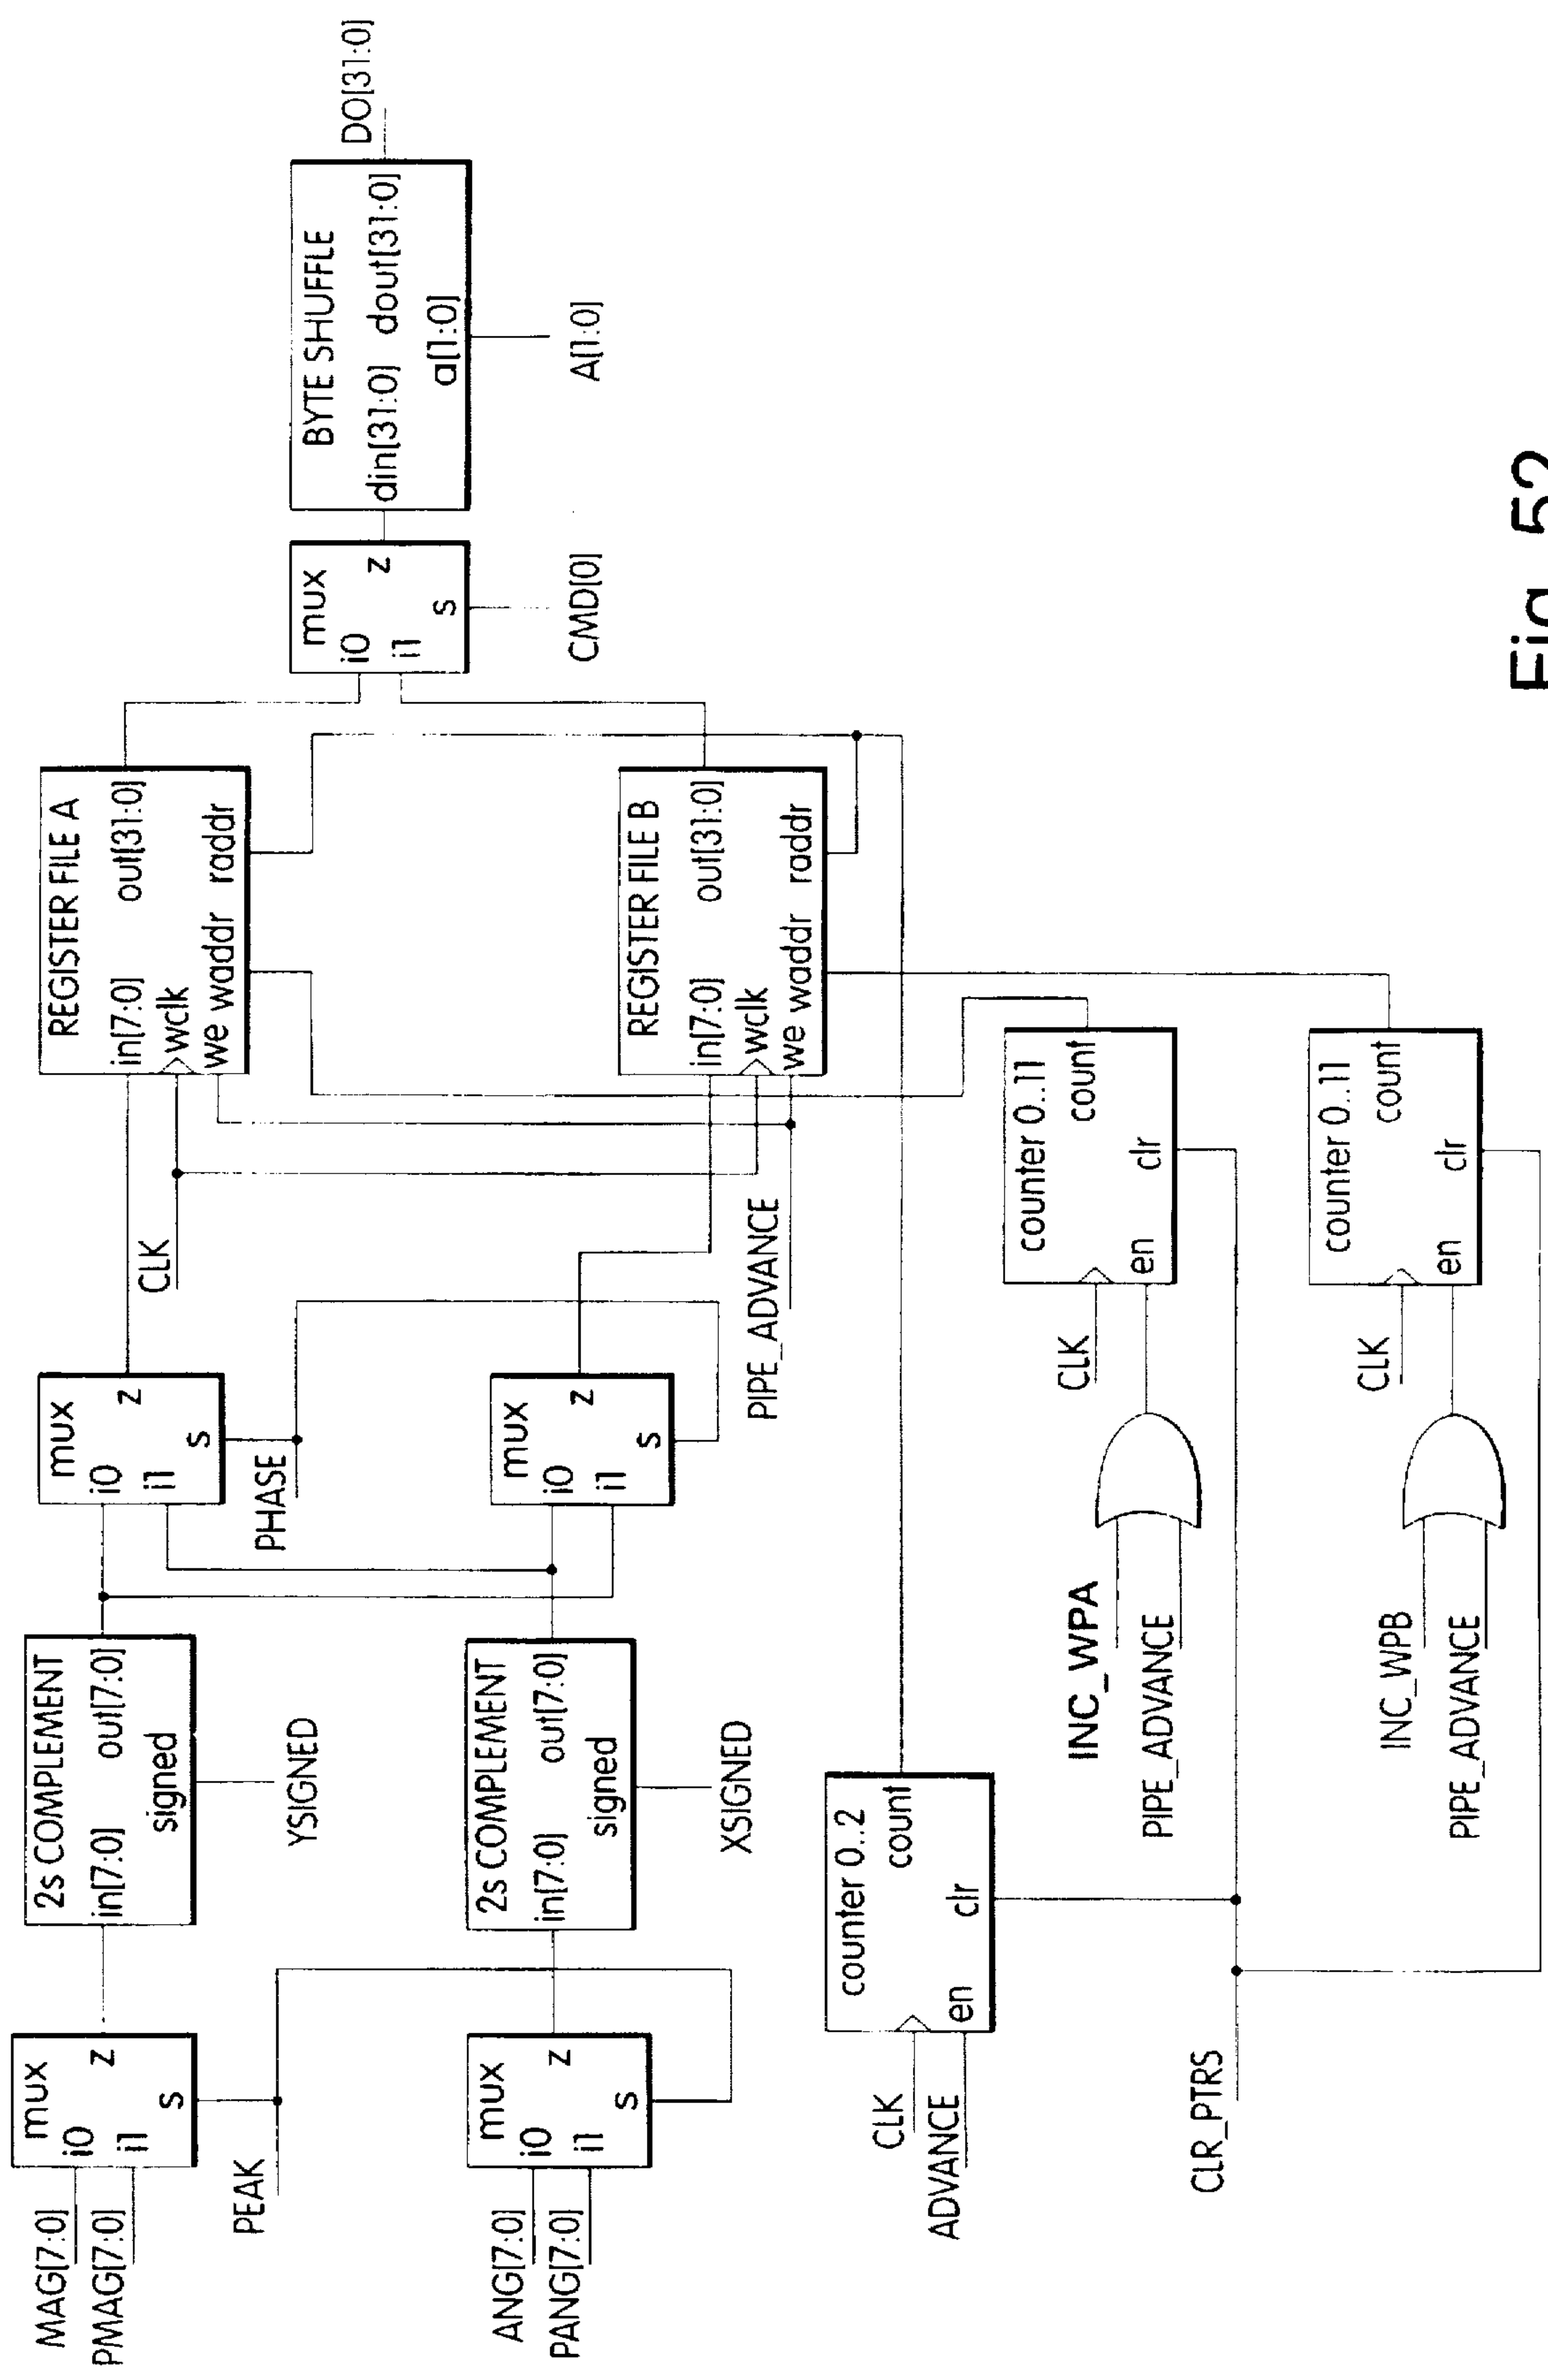 MAG[7:0]
PMAG[7:0]
mux
i0
i1
z
s
PEAK
2s COMPLEMENT
in[7:0] out[7:0]
signed
YSIGNED
mux
i0
i1
z
s
PHASE
CLK
REGISTER FILE A
in[7:0] out[31:0]
wclk
we waddr raddr
ANG[7:0]
PANG[7:0]
mux
i0
i1
z
s
2s COMPLEMENT
in[7:0] out[7:0]
signed
XSIGNED
mux
i0
i1
z
s
PIPE_ADVANCE
REGISTER FILE B
in[7:0] out[31:0]
wclk
we waddr raddr
mux
i0
i1
z
s
CMD[0]
BYTE SHUFFLE
din[31:0] dout[31:0]
a[1:0]
A[1:0]
DO[31:0]
CLK
ADVANCE
counter 0..2
count
en
clr
CLR_PTRS
INC_WPA
PIPE_ADVANCE
CLK
counter 0..11
count
en
clr
INC_WPB
PIPE_ADVANCE
CLK
counter 0..11
count
en
clr
Fig. 52